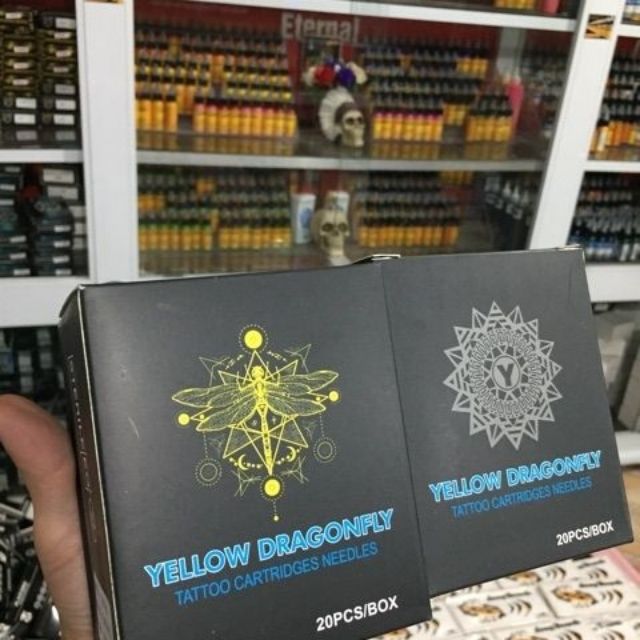 Eternal
YELLOW DRAGONFLY
TATTOO CARTRIDGES NEEDLES
20PCS/BOX
Y
YELLOW DRAGONFLY
TATTOO CARTRIDGES NEEDLES
20PCS/BOX